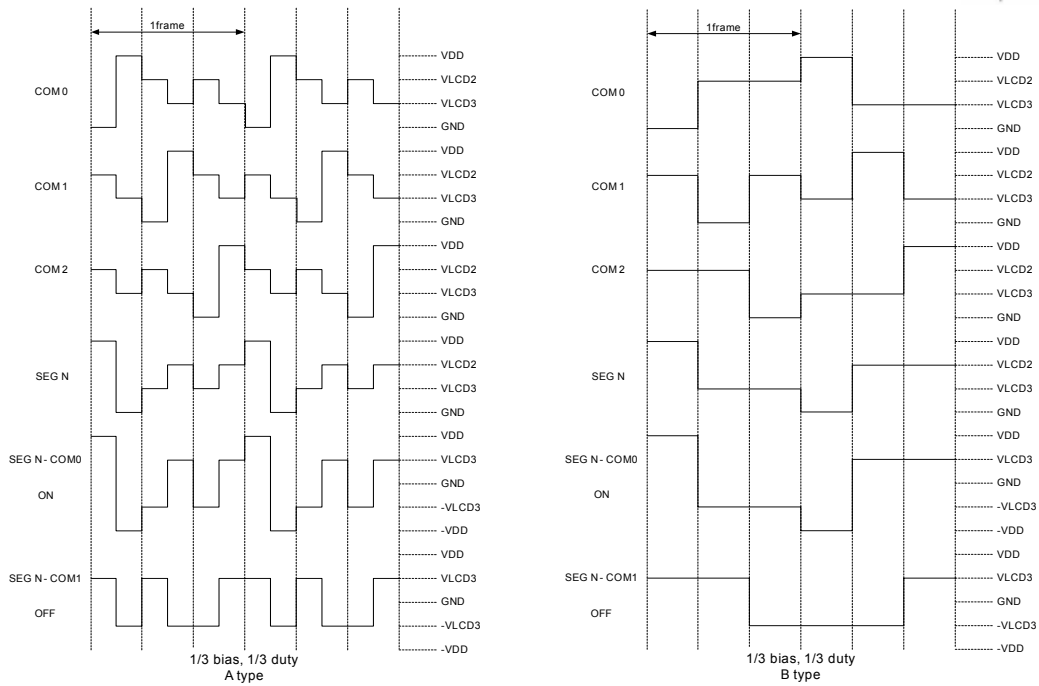 1frame
COM 0
VDD
VLCD2
VLCD3
GND
COM 1
VDD
VLCD2
VLCD3
GND
COM 2
VDD
VLCD2
VLCD3
GND
SEG N
VDD
VLCD2
VLCD3
GND
SEG N - COM0
ON
VDD
VLCD3
GND
-VLCD3
-VDD
SEG N - COM1
OFF
VDD
VLCD3
GND
-VLCD3
-VDD
1/3 bias, 1/3 duty
A type
1frame
COM 0
VDD
VLCD2
VLCD3
GND
COM 1
VDD
VLCD2
VLCD3
GND
COM 2
VDD
VLCD2
VLCD3
GND
SEG N
VDD
VLCD2
VLCD3
GND
SEG N - COM0
ON
VDD
VLCD3
GND
-VLCD3
-VDD
SEG N - COM1
OFF
VDD
VLCD3
GND
-VLCD3
-VDD
1/3 bias, 1/3 duty
B type